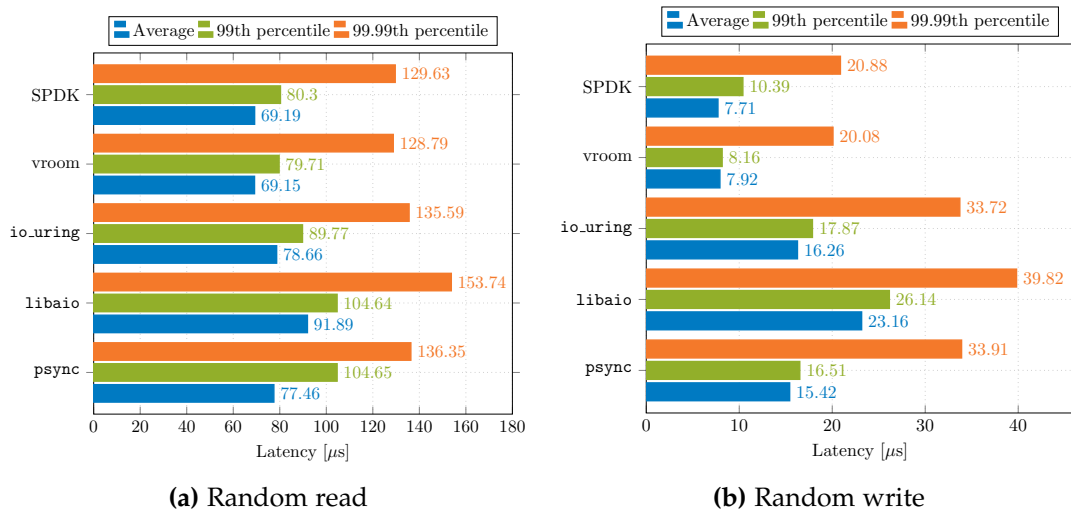 Average 99th percentile 99.99th percentile
SPDK
129.63
80.3
69.19
vroom
128.79
79.71
69.15
io_uring
135.59
89.77
78.66
libaio
153.74
104.64
91.89
psync
136.35
104.65
77.46
0 20 40 60 80 100 120 140 160 180
Latency [μs]
(a) Random read
Average 99th percentile 99.99th percentile
SPDK
20.88
10.39
7.71
vroom
20.08
8.16
7.92
io_uring
33.72
17.87
16.26
libaio
39.82
26.14
23.16
psync
33.91
16.51
15.42
0 10 20 30 40
Latency [μs]
(b) Random write